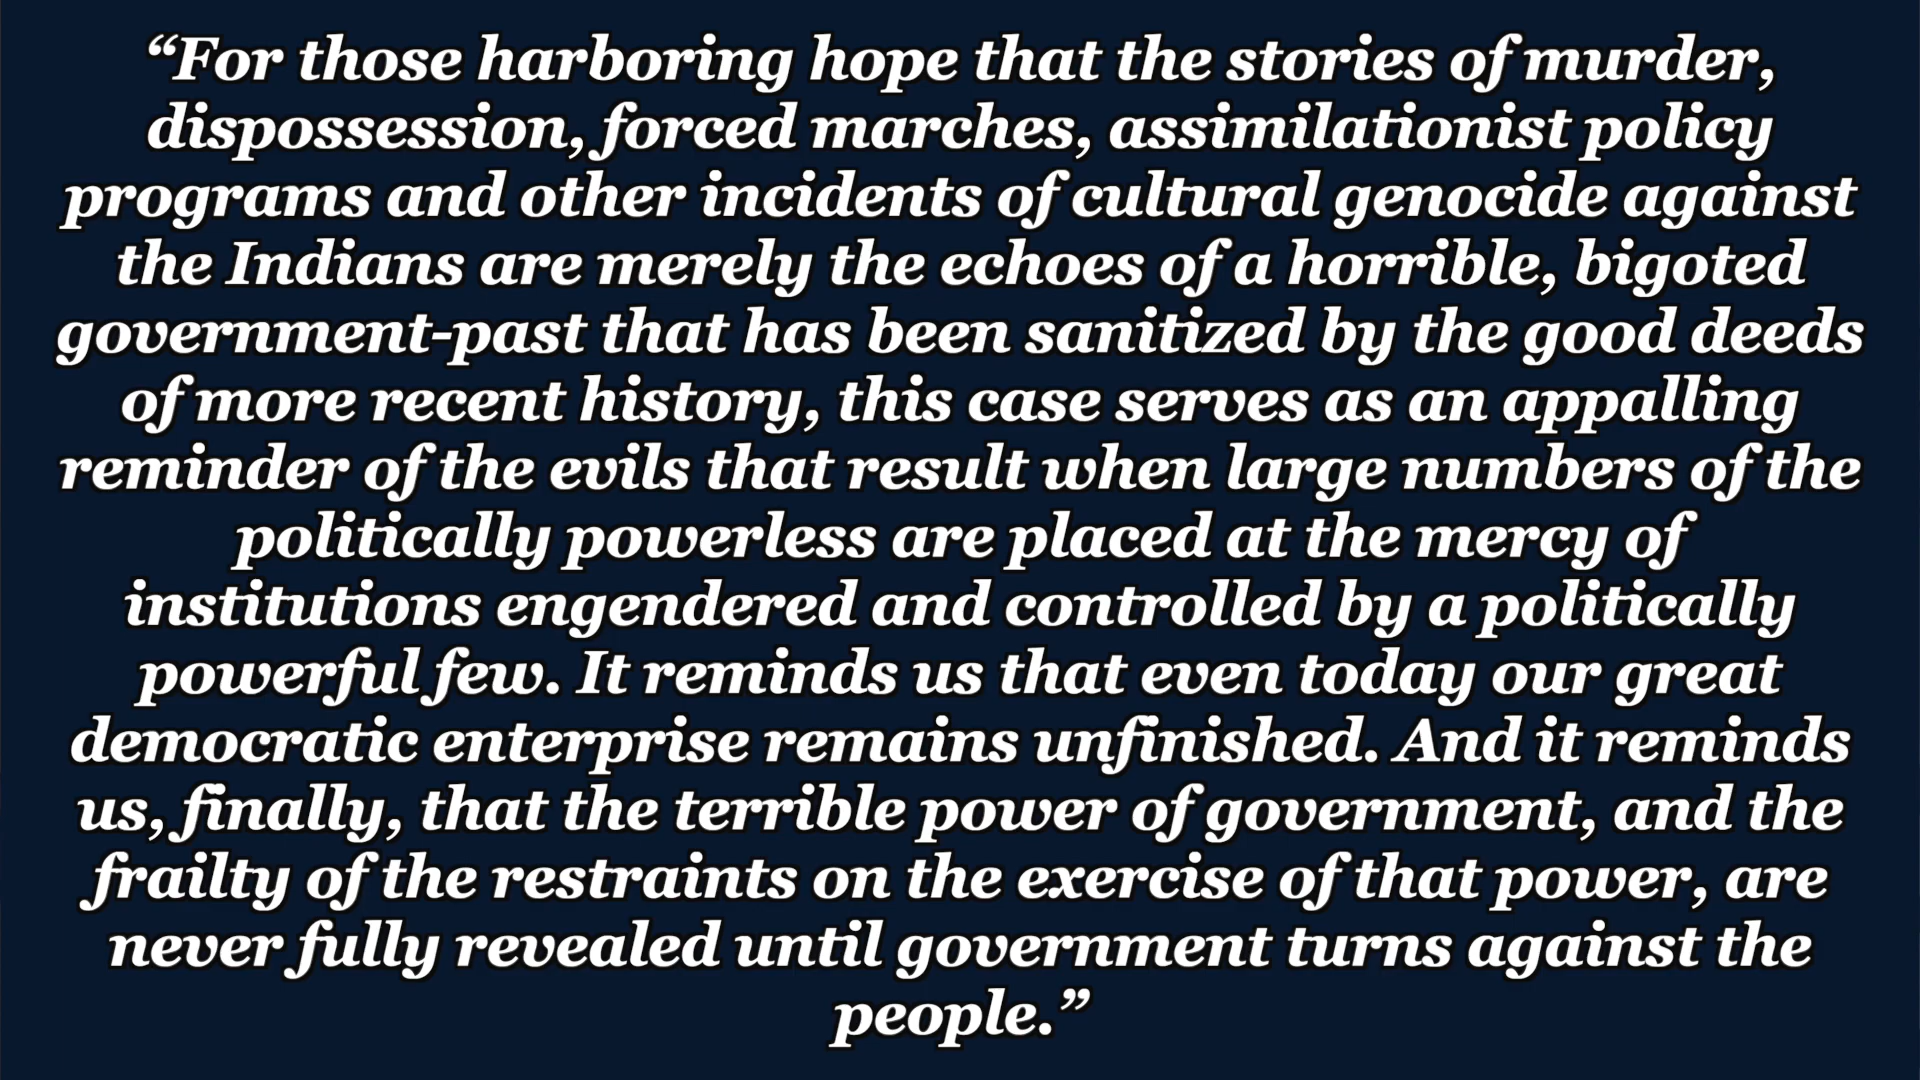 “For those harboring hope that the stories of murder,
dispossession, forced marches, assimilationist policy
programs and other incidents of cultural genocide against
the Indians are merely the echoes of a horrible, bigoted
government-past that has been sanitized by the good deeds
of more recent history, this case serves as an appalling
reminder of the evils that result when large numbers of the
politically powerless are placed at the mercy of
institutions engendered and controlled by a politically
powerful few. It reminds us that even today our great
democratic enterprise remains unfinished. And it reminds
us, finally, that the terrible power of government, and the
frailty of the restraints on the exercise of that power, are
never fully revealed until government turns against the
people.”